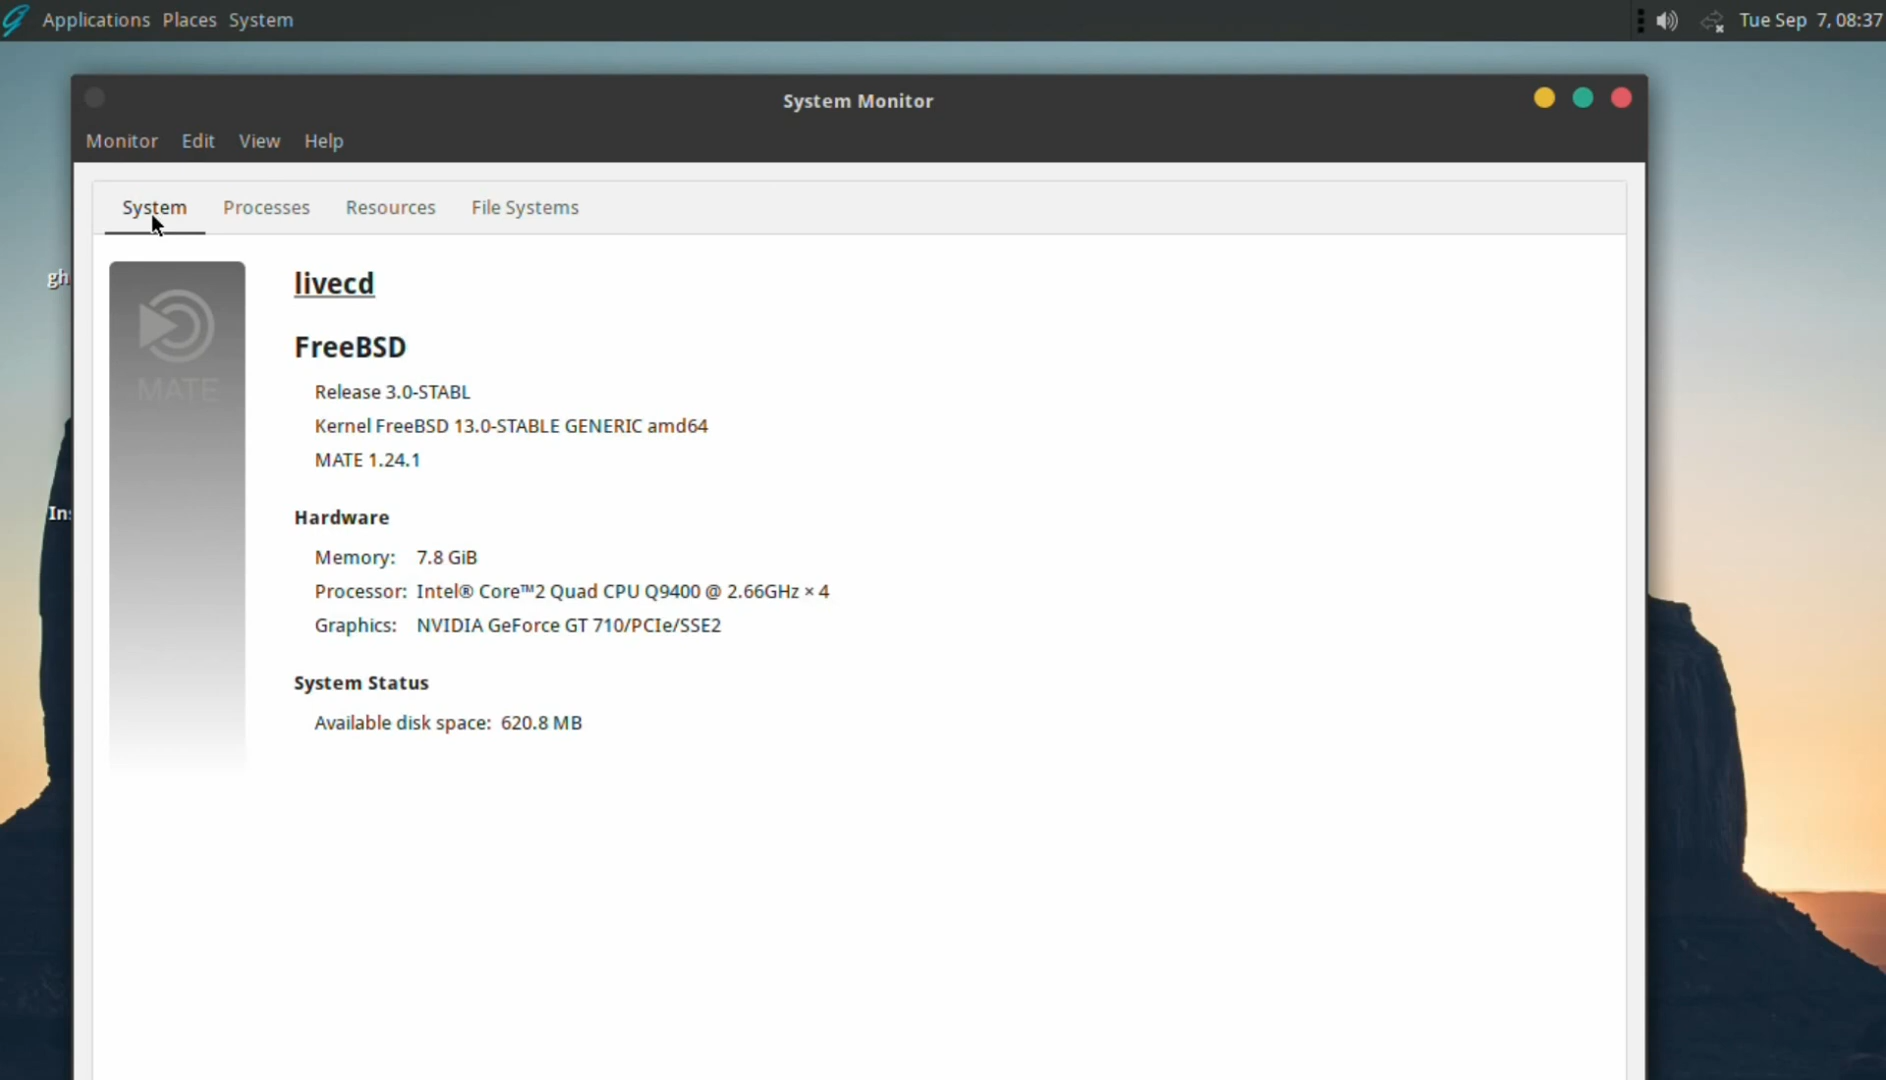 Applications Places System
Tue Sep 7, 08:37
System Monitor
Monitor Edit View Help
System Processes Resources File Systems
gh
MATE
livecd
FreeBSD
Release 3.0-STABL
Kernel FreeBSD 13.0-STABLE GENERIC amd64
MATE 1.24.1
Ins
Hardware
Memory: 7.8 GiB
Processor: Intel® Core™2 Quad CPU Q9400 @ 2.66GHz × 4
Graphics: NVIDIA GeForce GT 710/PCIe/SSE2
System Status
Available disk space: 620.8 MB